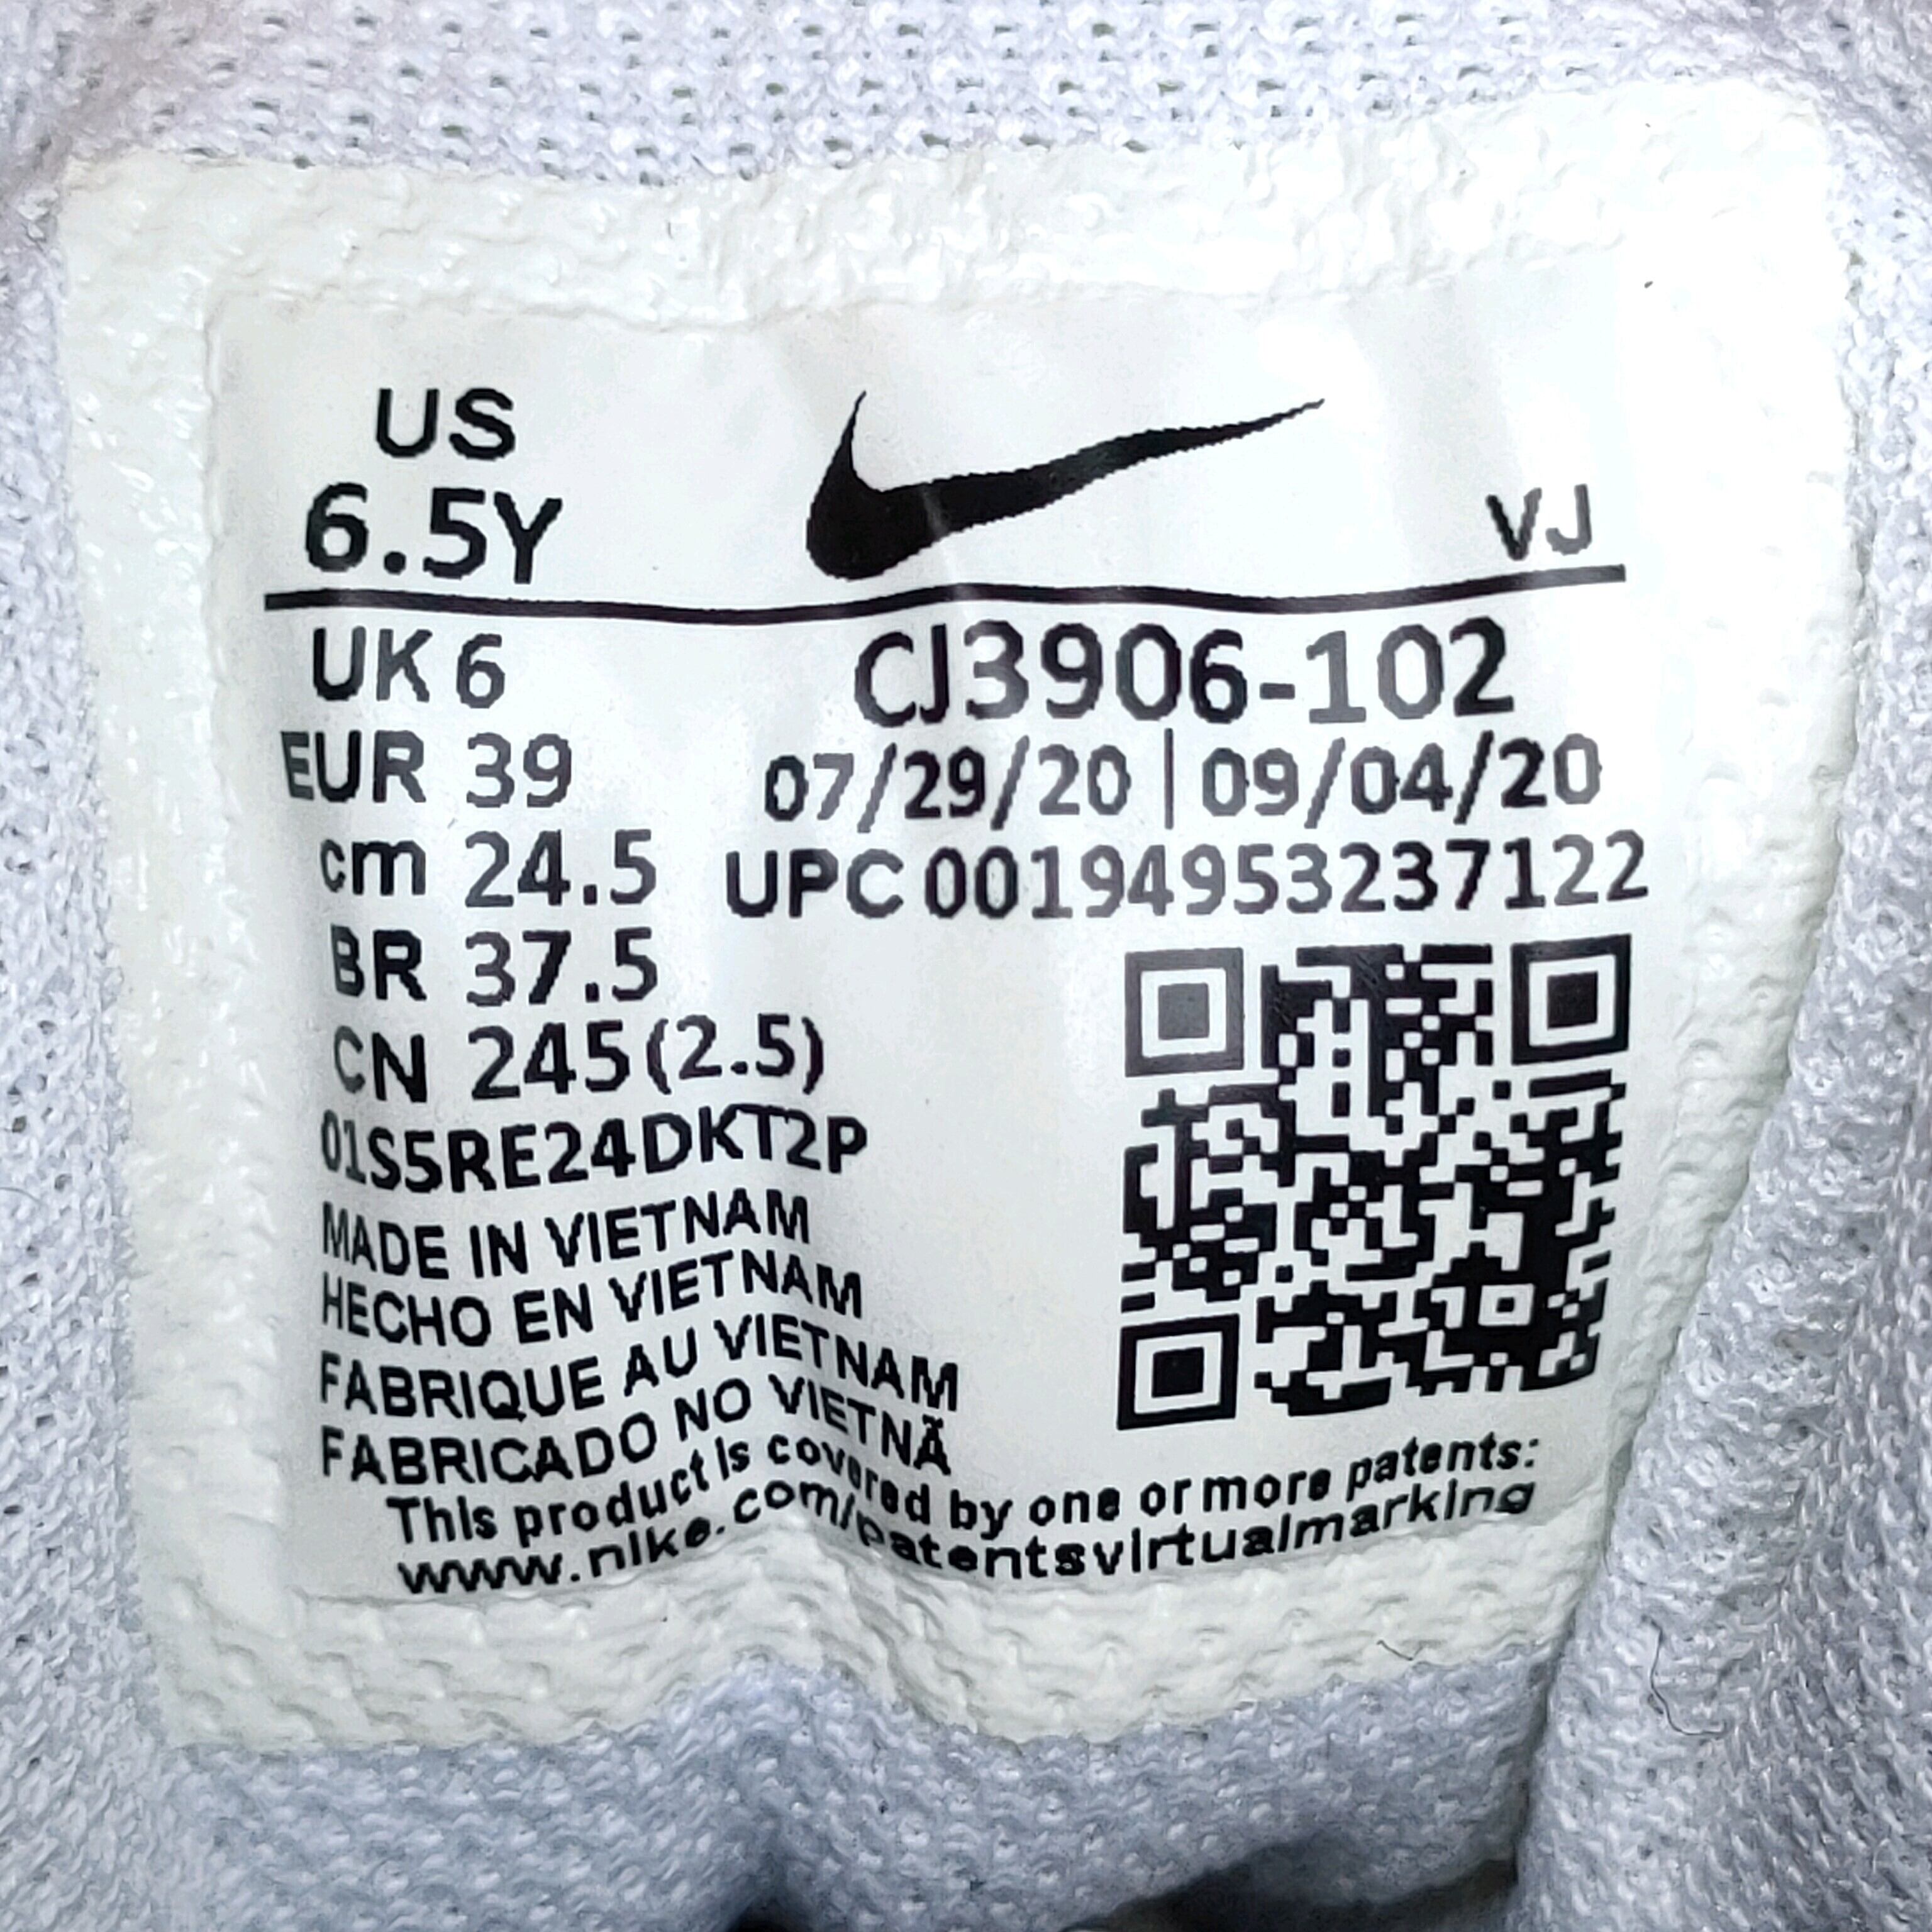 US
6.5Y
VJ
UK 6
CJ3906-102
EUR 39
07/29/20 | 09/04/20
cm 24.5
UPC 00194953237122
BR 37.5
CN 245(2.5)
01S5RE24DKT2P
MADE IN VIETNAM
HECHO EN VIETNAM
FABRIQUE AU VIETNAM
FABRICADO NO VIETNÃ
This product is covered by one or more patents:
www.nike.com/patentsvirtualmarking